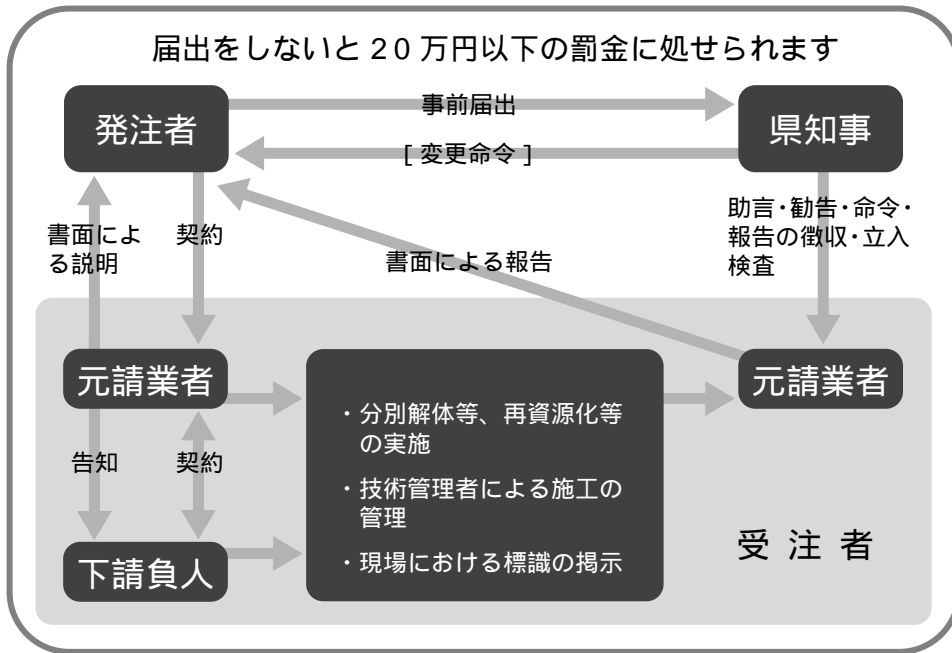 届出をしないと20万円以下の罰金に処せられます
発注者
事前届出
県知事
[変更命令]
書面によ
る説明
契約
書面による報告
助言・勧告・命令・
報告の徴収・立入
検査
元請業者
元請業者
・分別解体等、再資源化等
の実施
・技術管理者による施工の
管理
・現場における標識の掲示
告知
契約
下請負人
受注者